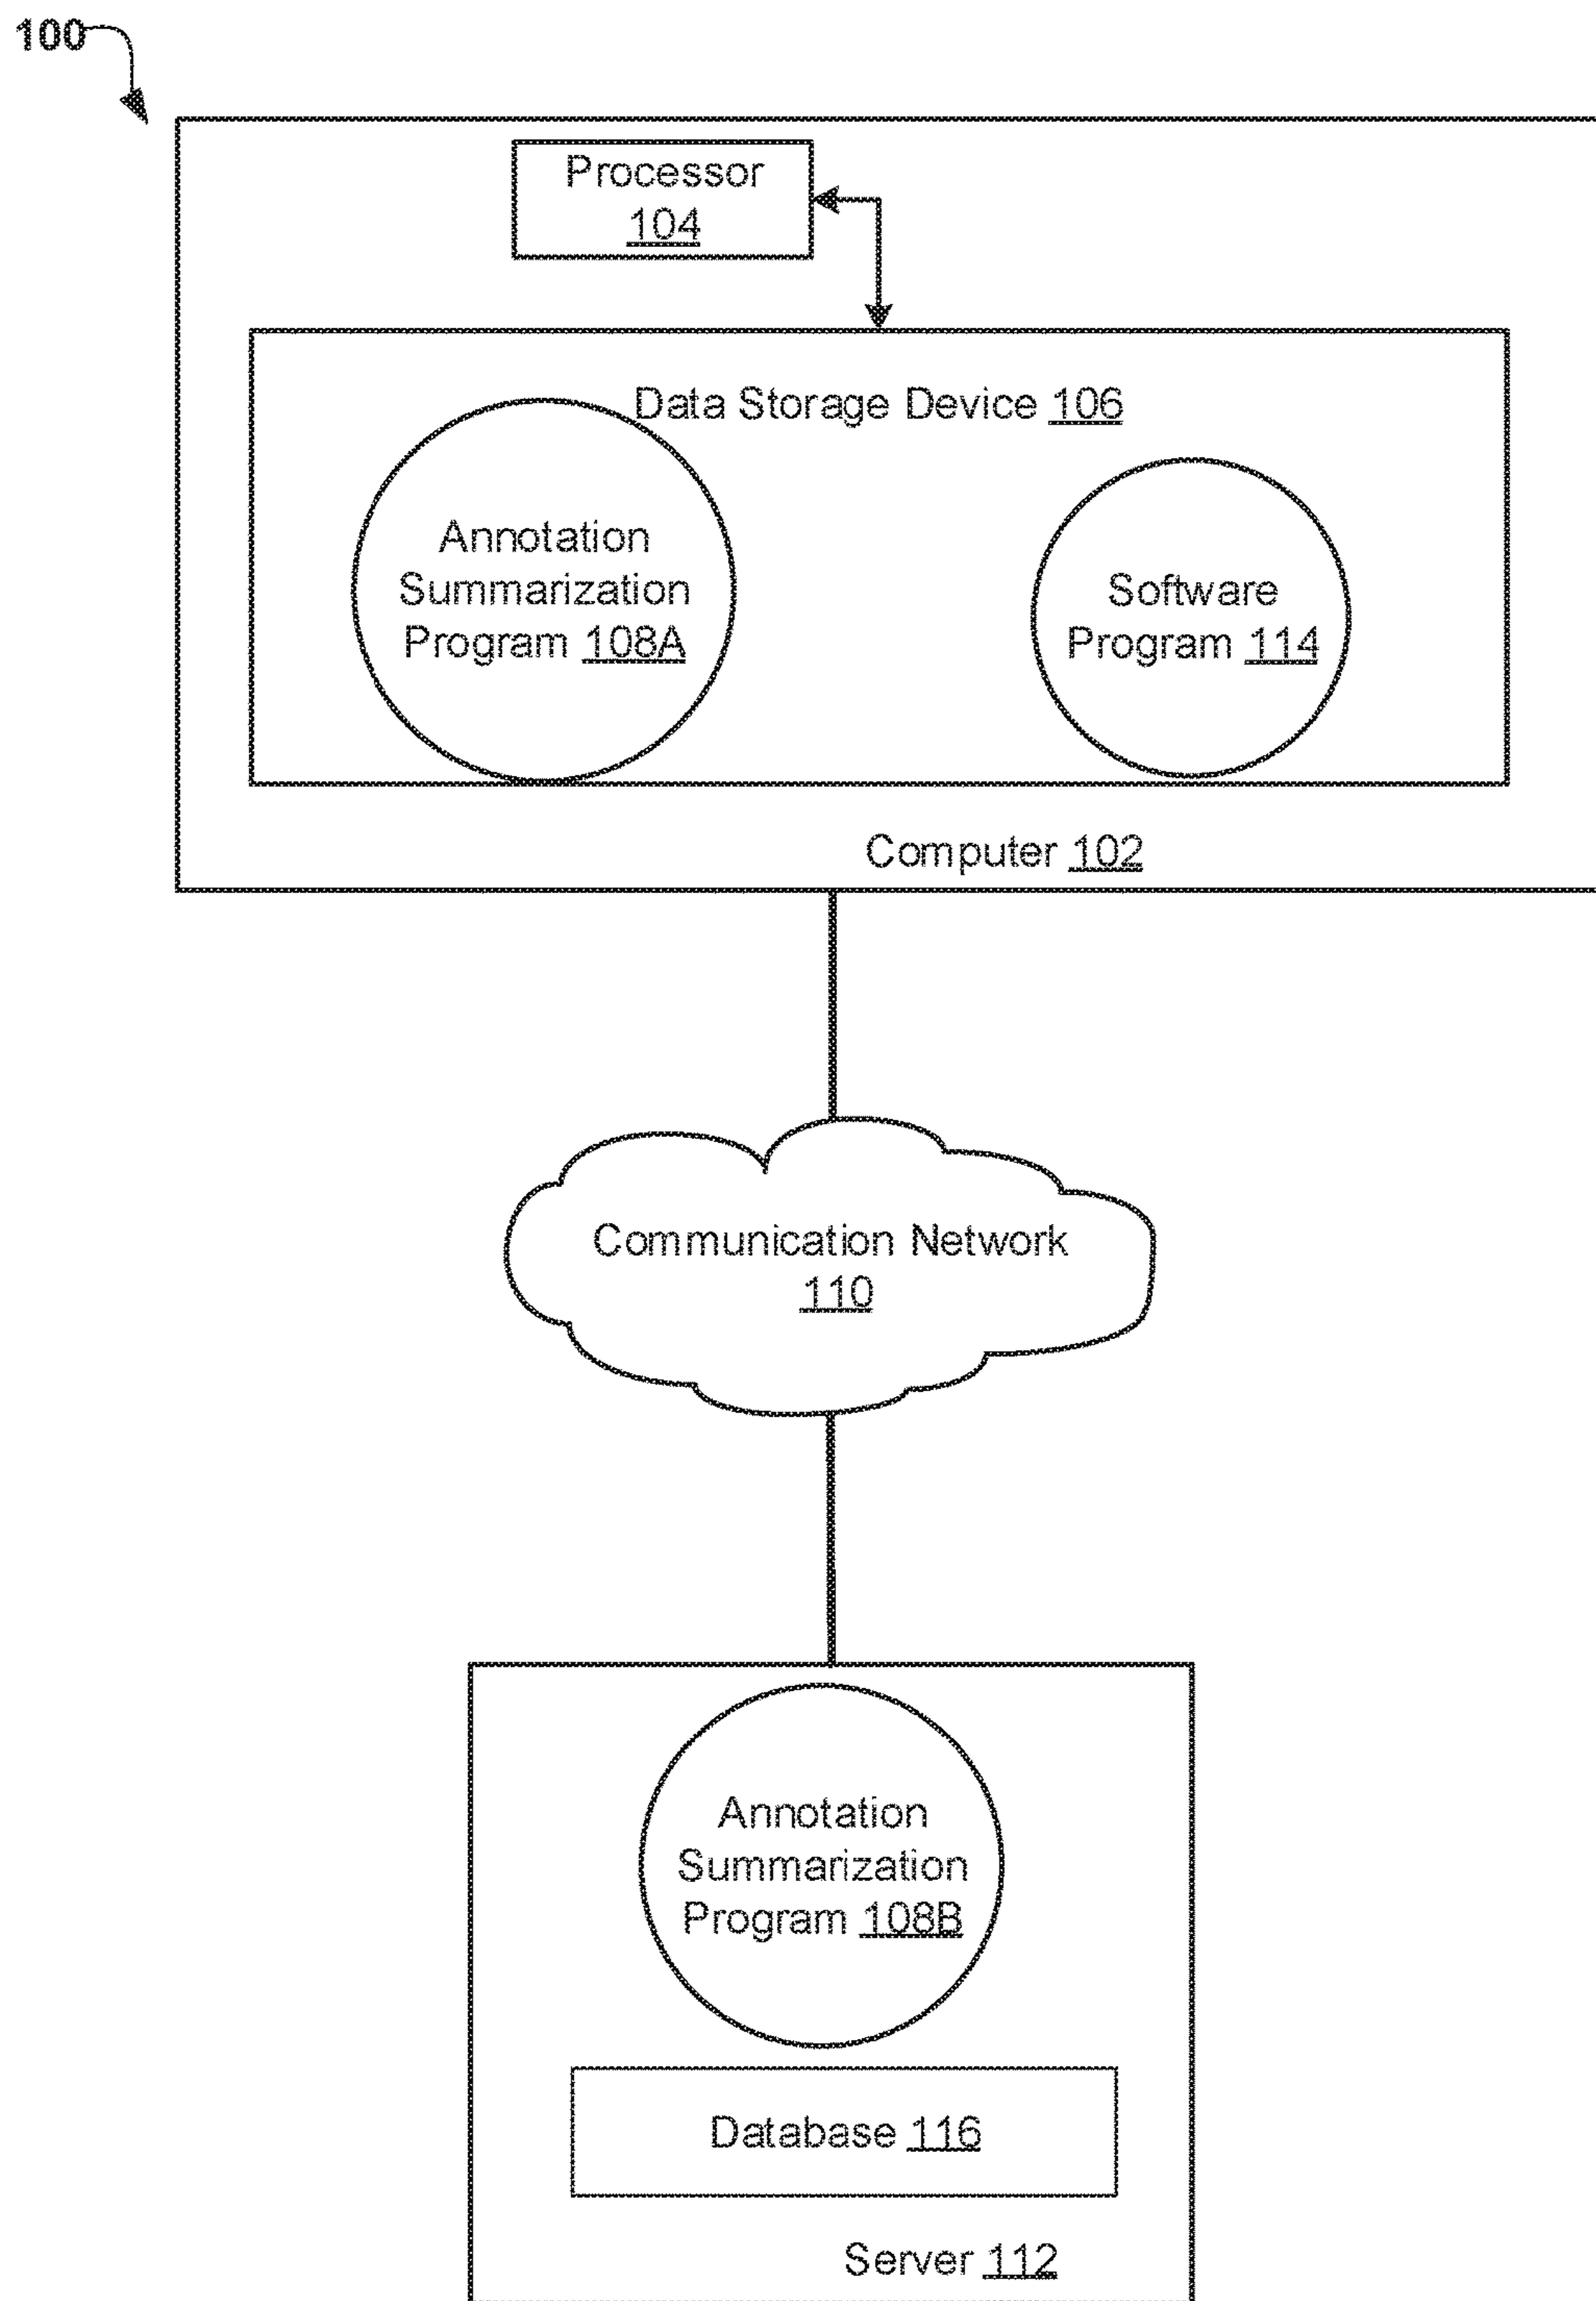 100
Processor
104
Data Storage Device 106
Annotation
Summarization
Program 108A
Software
Program 114
Computer 102
Communication Network
110
Annotation
Summarization
Program 108B
Database 116
Server 112